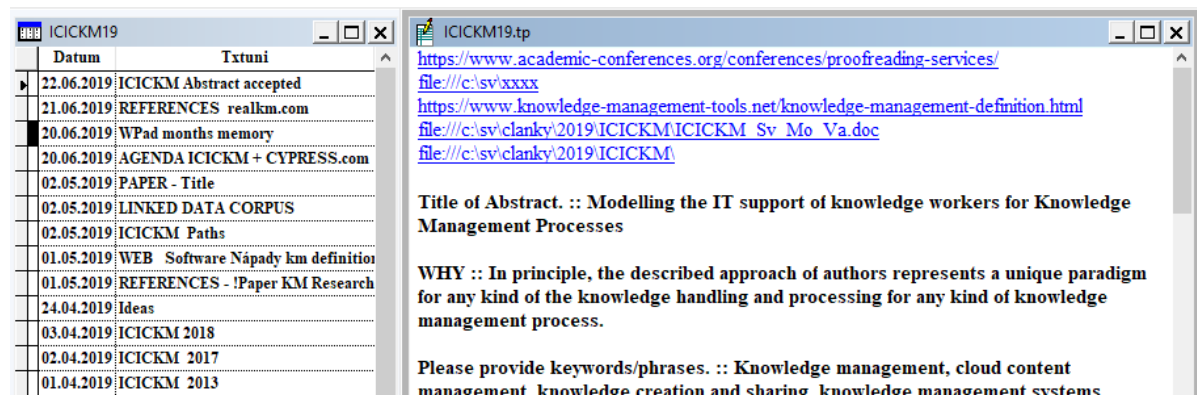 ICICKM19
Datum Txtuni
22.06.2019 ICICKM Abstract accepted
21.06.2019 REFERENCES realkm.com
20.06.2019 WPad months memory
20.06.2019 AGENDA ICICKM + CYPRESS.com
02.05.2019 PAPER - Title
02.05.2019 LINKED DATA CORPUS
02.05.2019 ICICKM Paths
01.05.2019 WEB Software Nápady km definition
01.05.2019 REFERENCES - !Paper KM Research
24.04.2019 Ideas
03.04.2019 ICICKM 2018
02.04.2019 ICICKM 2017
01.04.2019 ICICKM 2013
ICICKM19.tp
https://www.academic-conferences.org/conferences/proofreading-services/
file:///c:\sv\xxxx
https://www.knowledge-management-tools.net/knowledge-management-definition.html
file:///c:\sv\clanky\2019\ICICKM\ICICKM_Sv_Mo_Va.doc
file:///c:\sv\clanky\2019\ICICKM\
Title of Abstract. :: Modelling the IT support of knowledge workers for Knowledge
Management Processes
WHY :: In principle, the described approach of authors represents a unique paradigm
for any kind of the knowledge handling and processing for any kind of knowledge
management process.
Please provide keywords/phrases. :: Knowledge management, cloud content
management, knowledge creation and sharing, knowledge management systems